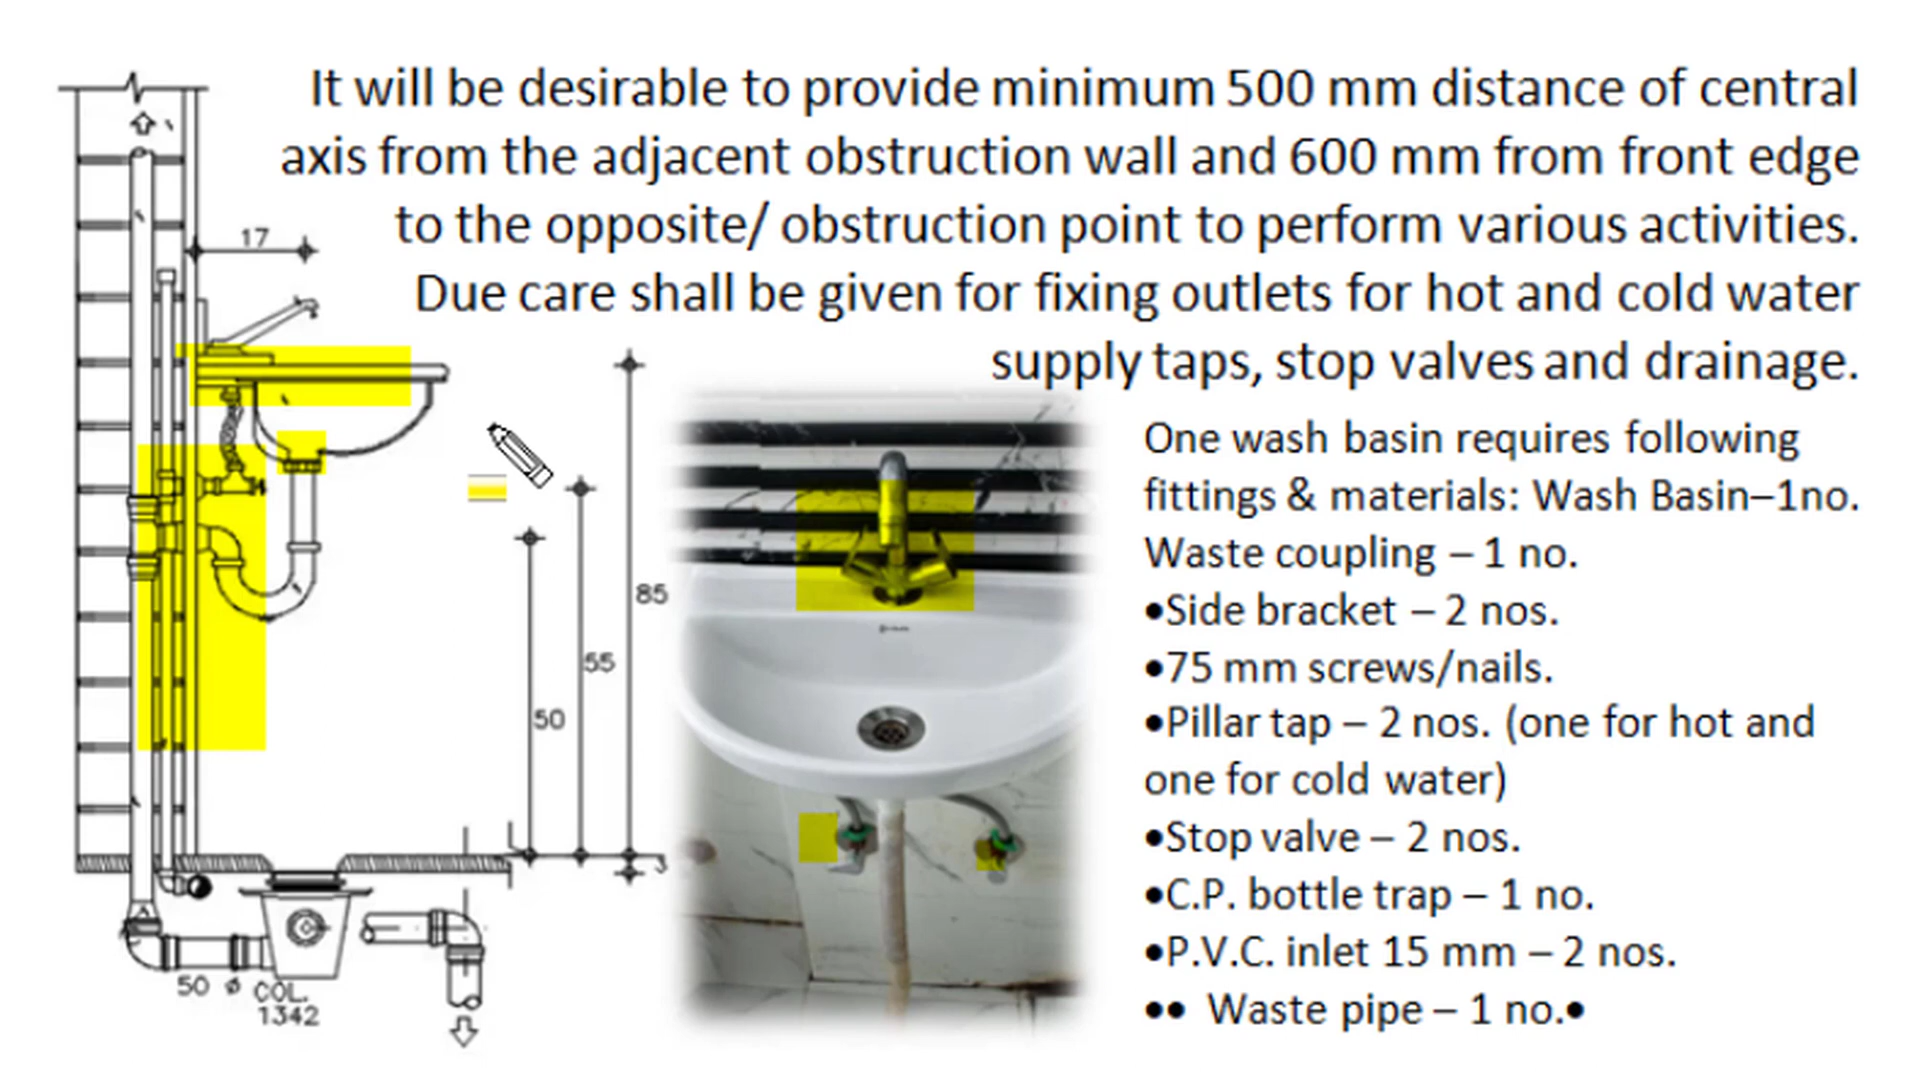 It will be desirable to provide minimum 500 mm distance of central
axis from the adjacent obstruction wall and 600 mm from front edge
to the opposite/ obstruction point to perform various activities.
Due care shall be given for fixing outlets for hot and cold water
supply taps, stop valves and drainage.
17
85
55
50
50 ø COL.
1342
One wash basin requires following
fittings & materials: Wash Basin–1no.
Waste coupling – 1 no.
•Side bracket – 2 nos.
•75 mm screws/nails.
•Pillar tap – 2 nos. (one for hot and
one for cold water)
•Stop valve – 2 nos.
•C.P. bottle trap – 1 no.
•P.V.C. inlet 15 mm – 2 nos.
•• Waste pipe – 1 no.•